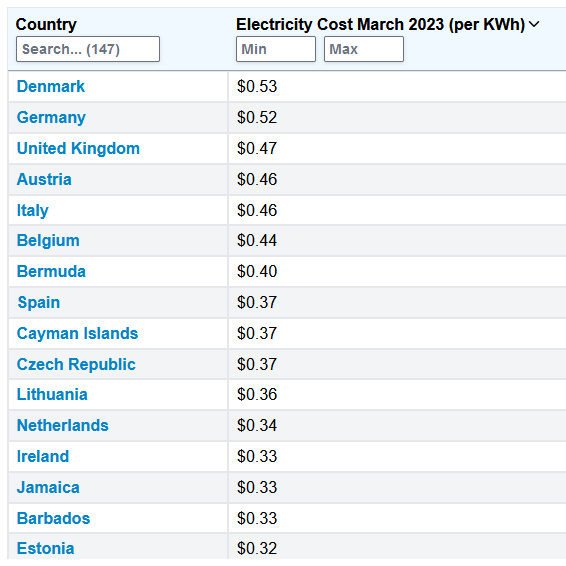 Country Electricity Cost March 2023 (per KWh)
Search... (147) Min Max
Denmark $0.53
Germany $0.52
United Kingdom $0.47
Austria $0.46
Italy $0.46
Belgium $0.44
Bermuda $0.40
Spain $0.37
Cayman Islands $0.37
Czech Republic $0.37
Lithuania $0.36
Netherlands $0.34
Ireland $0.33
Jamaica $0.33
Barbados $0.33
Estonia $0.32